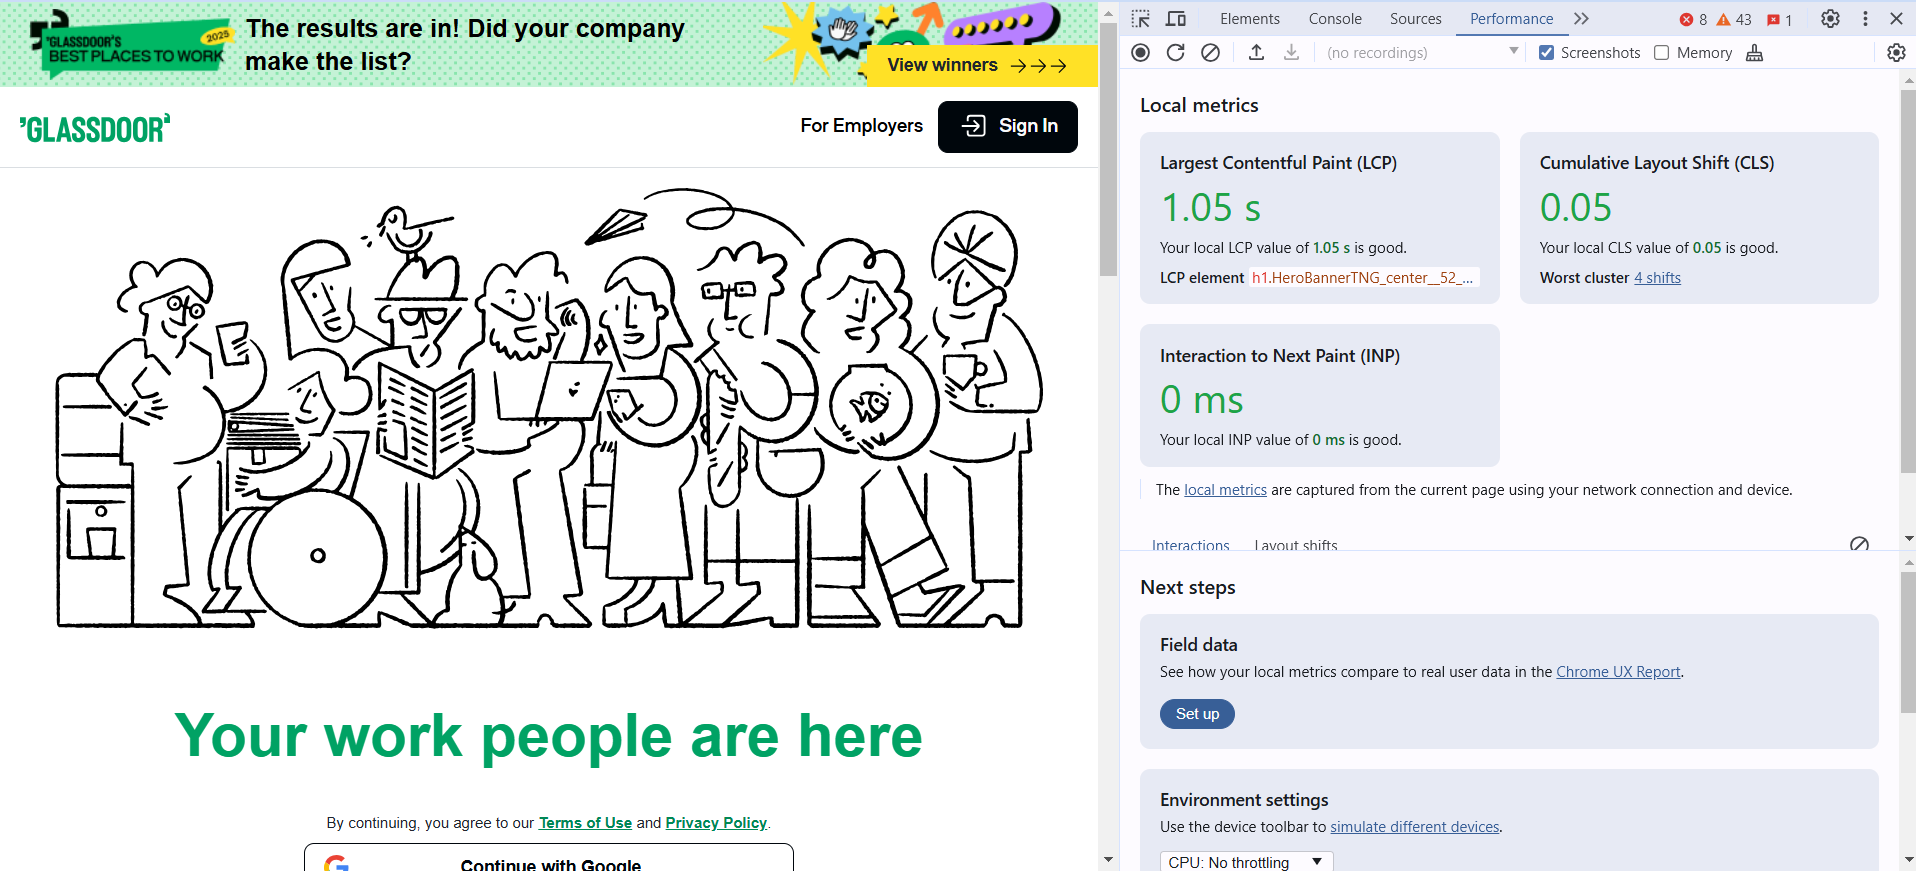 'GLASSDOOR'S
BEST PLACES TO WORK
2025
The results are in! Did your company
make the list?
View winners
'GLASSDOOR'
For Employers
Sign In
Your work people are here
By continuing, you agree to our Terms of Use and Privacy Policy.
Continue with Google
Elements
Console
Sources
Performance
8
43
1
(no recordings)
Screenshots
Memory
Local metrics
Largest Contentful Paint (LCP)
1.05 s
Your local LCP value of 1.05 s is good.
LCP element h1.HeroBannerTNG_center__52_...
Cumulative Layout Shift (CLS)
0.05
Your local CLS value of 0.05 is good.
Worst cluster 4 shifts
Interaction to Next Paint (INP)
0 ms
Your local INP value of 0 ms is good.
The local metrics are captured from the current page using your network connection and device.
Interactions
Layout shifts
Next steps
Field data
See how your local metrics compare to real user data in the Chrome UX Report.
Set up
Environment settings
Use the device toolbar to simulate different devices.
CPU: No throttling